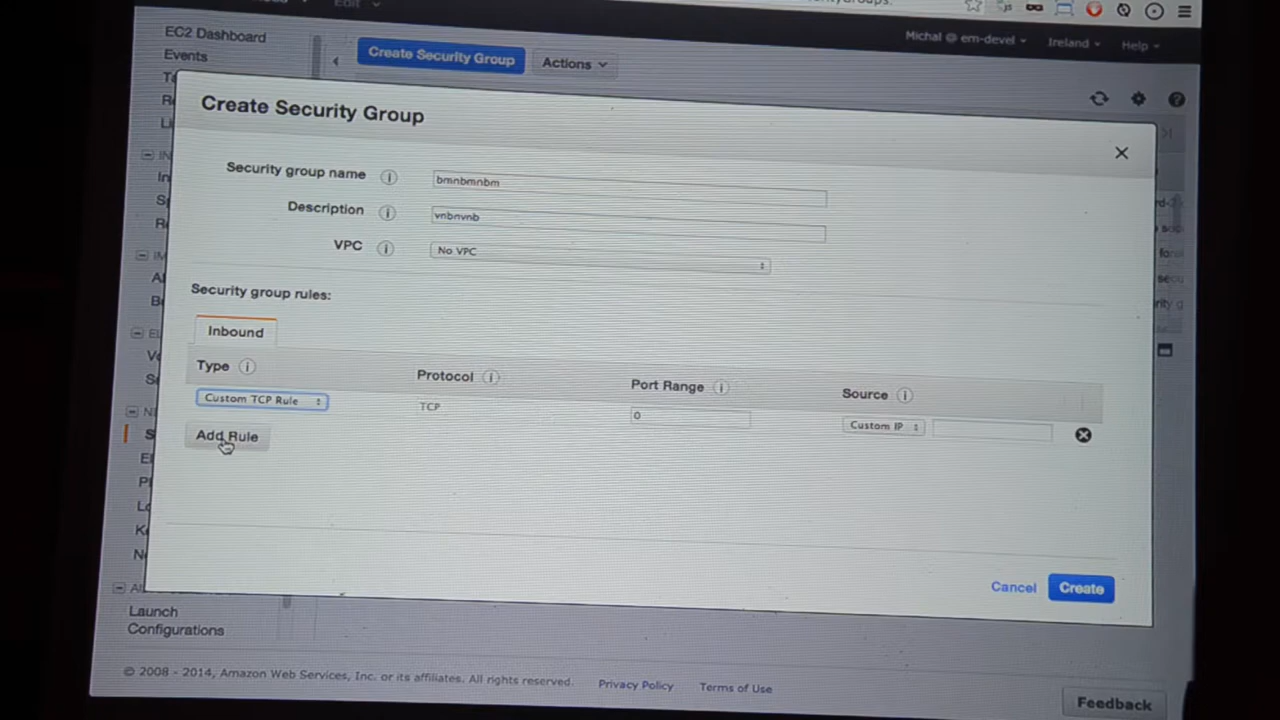 Edit
Michal @ em-devel
Ireland
Help
EC2 Dashboard
Events
Create Security Group
Actions
Create Security Group
Security group name
bmnbmnbm
Description
vnbnvnb
VPC
No VPC
Security group rules:
Inbound
Type
Protocol
Port Range
Source
Custom TCP Rule
TCP
0
Custom IP
Add Rule
Cancel
Create
Launch
Configurations
© 2008 - 2014, Amazon Web Services, Inc. or its affiliates. All rights reserved.
Privacy Policy
Terms of Use
Feedback